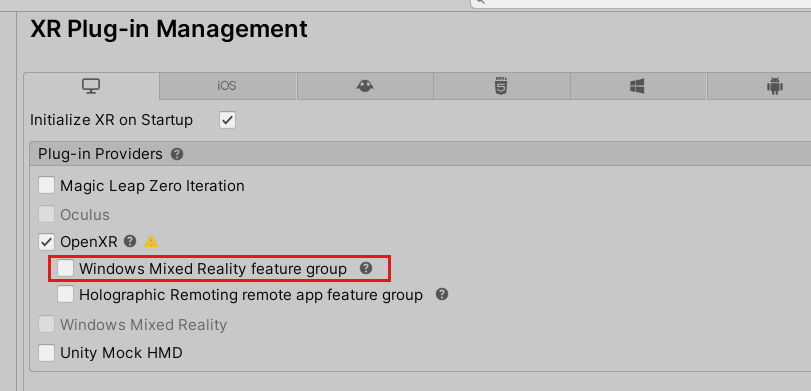 XR Plug-in Management
iOS
Initialize XR on Startup
Plug-in Providers ?
Magic Leap Zero Iteration
Oculus
OpenXR ?
Windows Mixed Reality feature group ?
Holographic Remoting remote app feature group ?
Windows Mixed Reality
Unity Mock HMD